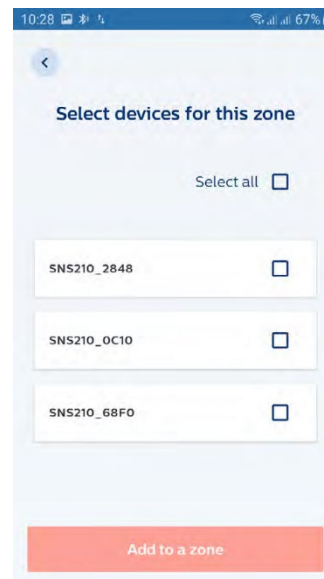 10:28 67%
Select devices for this zone
Select all
SNS210_2848
SNS210_0C10
SNS210_68F0
Add to a zone